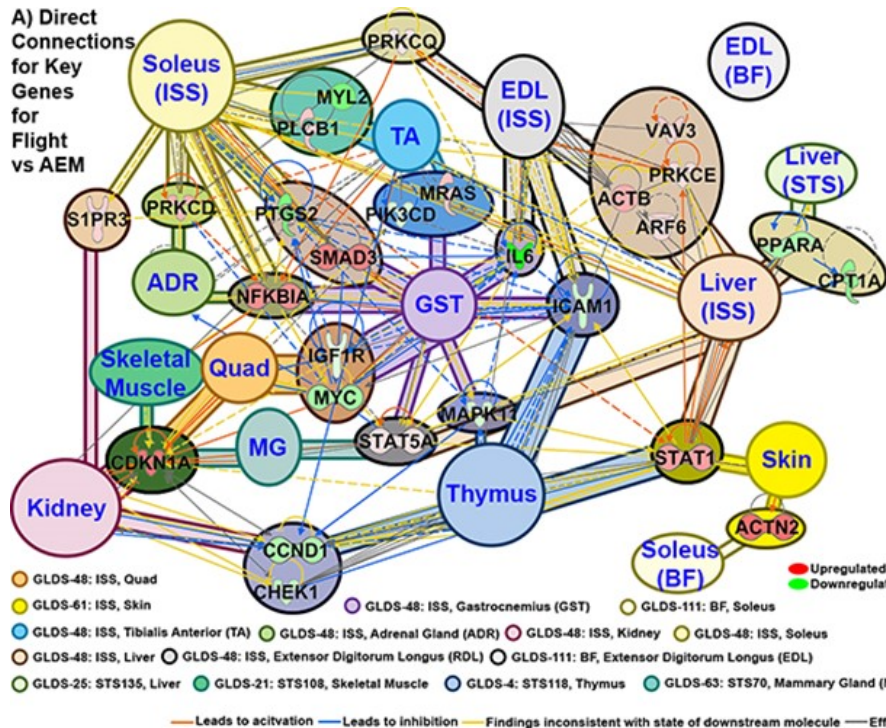 A) Direct
Connections
for Key
Genes
for
Flight
vs AEM
Soleus
(ISS)
PRKCQ
EDL
(ISS)
EDL
(BF)
MYL2
PLCB1
TA
VAV3
PRKCE
ACTB
ARF6
Liver
(STS)
S1PR3
PRKCD
PTGS2
PIK3CD
MRAS
SMAD3
IL6
PPARA
CPT1A
ADR
NFKBIA
GST
ICAM1
Liver
(ISS)
Skeletal
Muscle
Quad
IGF1R
MYC
MAPK11
CDKN1A
MG
STAT5A
STAT1
Skin
Kidney
Thymus
ACTN2
CCND1
CHEK1
Soleus
(BF)
Upregulated
Downregulat
GLDS-48: ISS, Quad
GLDS-61: ISS, Skin
GLDS-48: ISS, Gastrocnemius (GST)
GLDS-111: BF, Soleus
GLDS-48: ISS, Tibialis Anterior (TA)
GLDS-48: ISS, Adrenal Gland (ADR)
GLDS-48: ISS, Kidney
GLDS-48: ISS, Soleus
GLDS-48: ISS, Liver
GLDS-48: ISS, Extensor Digitorum Longus (RDL)
GLDS-111: BF, Extensor Digitorum Longus (EDL)
GLDS-25: STS135, Liver
GLDS-21: STS108, Skeletal Muscle
GLDS-4: STS118, Thymus
GLDS-63: STS70, Mammary Gland (
Leads to acitvation
Leads to inhibition
Findings inconsistent with state of downstream molecule
Eff